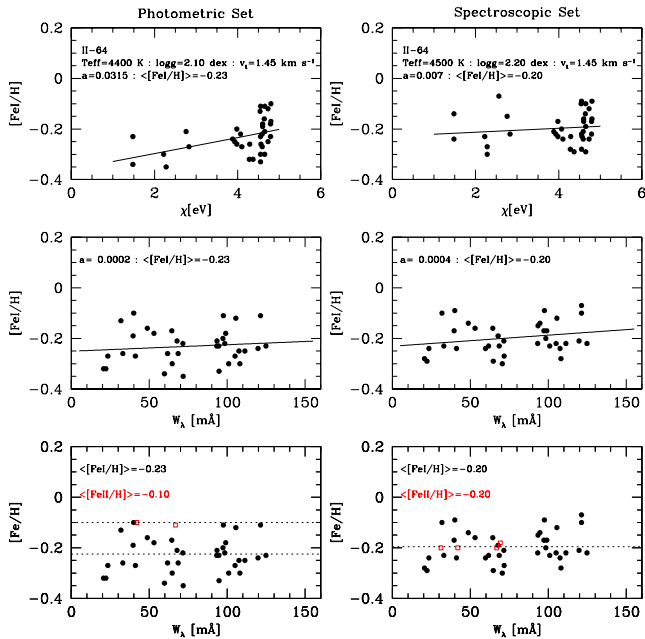 Photometric Set
Spectroscopic Set
II-64
Teff=4400 K : logg=2.10 dex : vt=1.45 km s⁻¹
a=0.0315 : <[FeI/H]>=-0.23
[FeI/H]
0.2
0
-0.2
-0.4
0 2 4 6
χ[eV]
II-64
Teff=4500 K : logg=2.20 dex : vt=1.45 km s⁻¹
a=0.007 : <[FeI/H]>=-0.20
[FeI/H]
0.2
0
-0.2
-0.4
0 2 4 6
χ[eV]
a= 0.0002 : <[FeI/H]>=-0.23
[FeI/H]
0.2
0
-0.2
-0.4
0 50 100 150
Wλ [mÅ]
a= 0.0004 : <[FeI/H]>=-0.20
[FeI/H]
0.2
0
-0.2
-0.4
0 50 100 150
Wλ [mÅ]
<[FeI/H]>=-0.23
<[FeII/H]>=-0.10
[Fe/H]
0.2
0
-0.2
-0.4
0 50 100 150
Wλ [mÅ]
<[FeI/H]>=-0.20
<[FeII/H]>=-0.20
[Fe/H]
0.2
0
-0.2
-0.4
0 50 100 150
Wλ [mÅ]